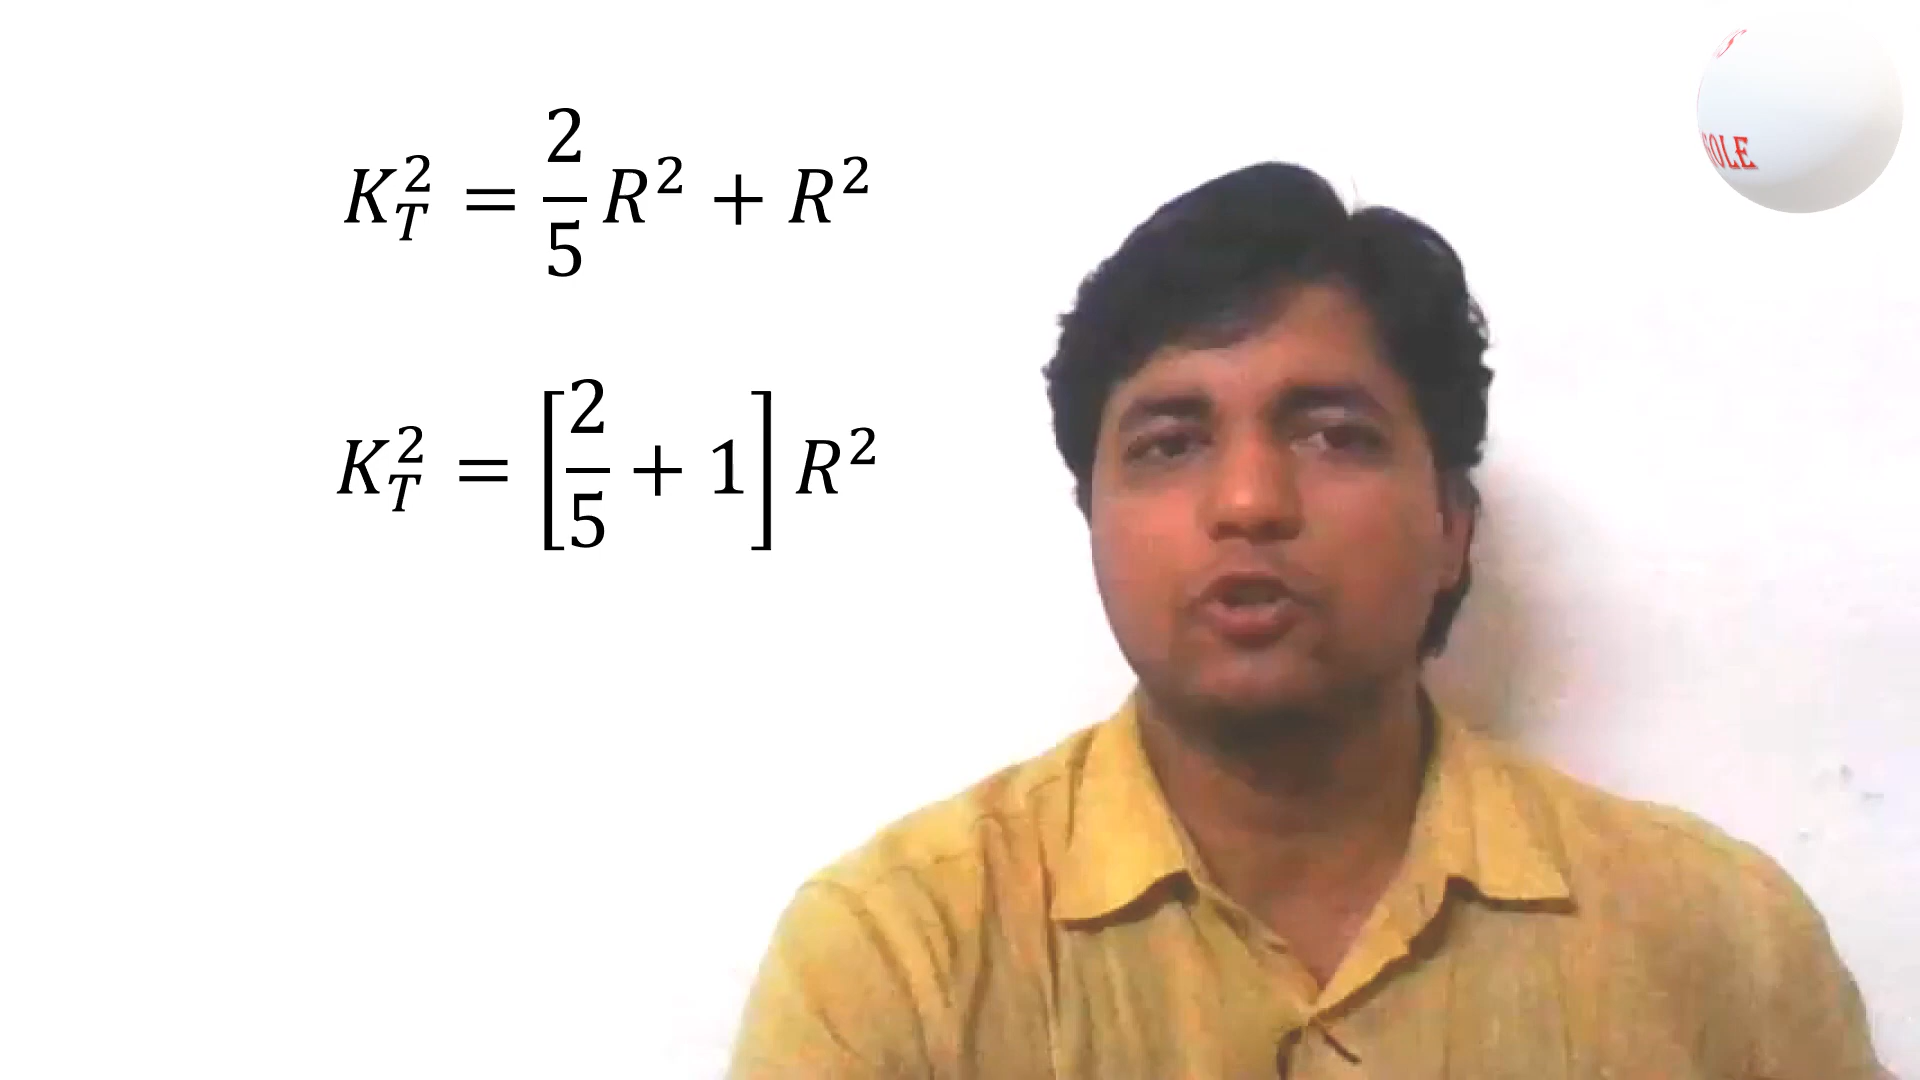 K_T^2 = 2/5 R^2 + R^2
K_T^2 = [2/5 + 1] R^2